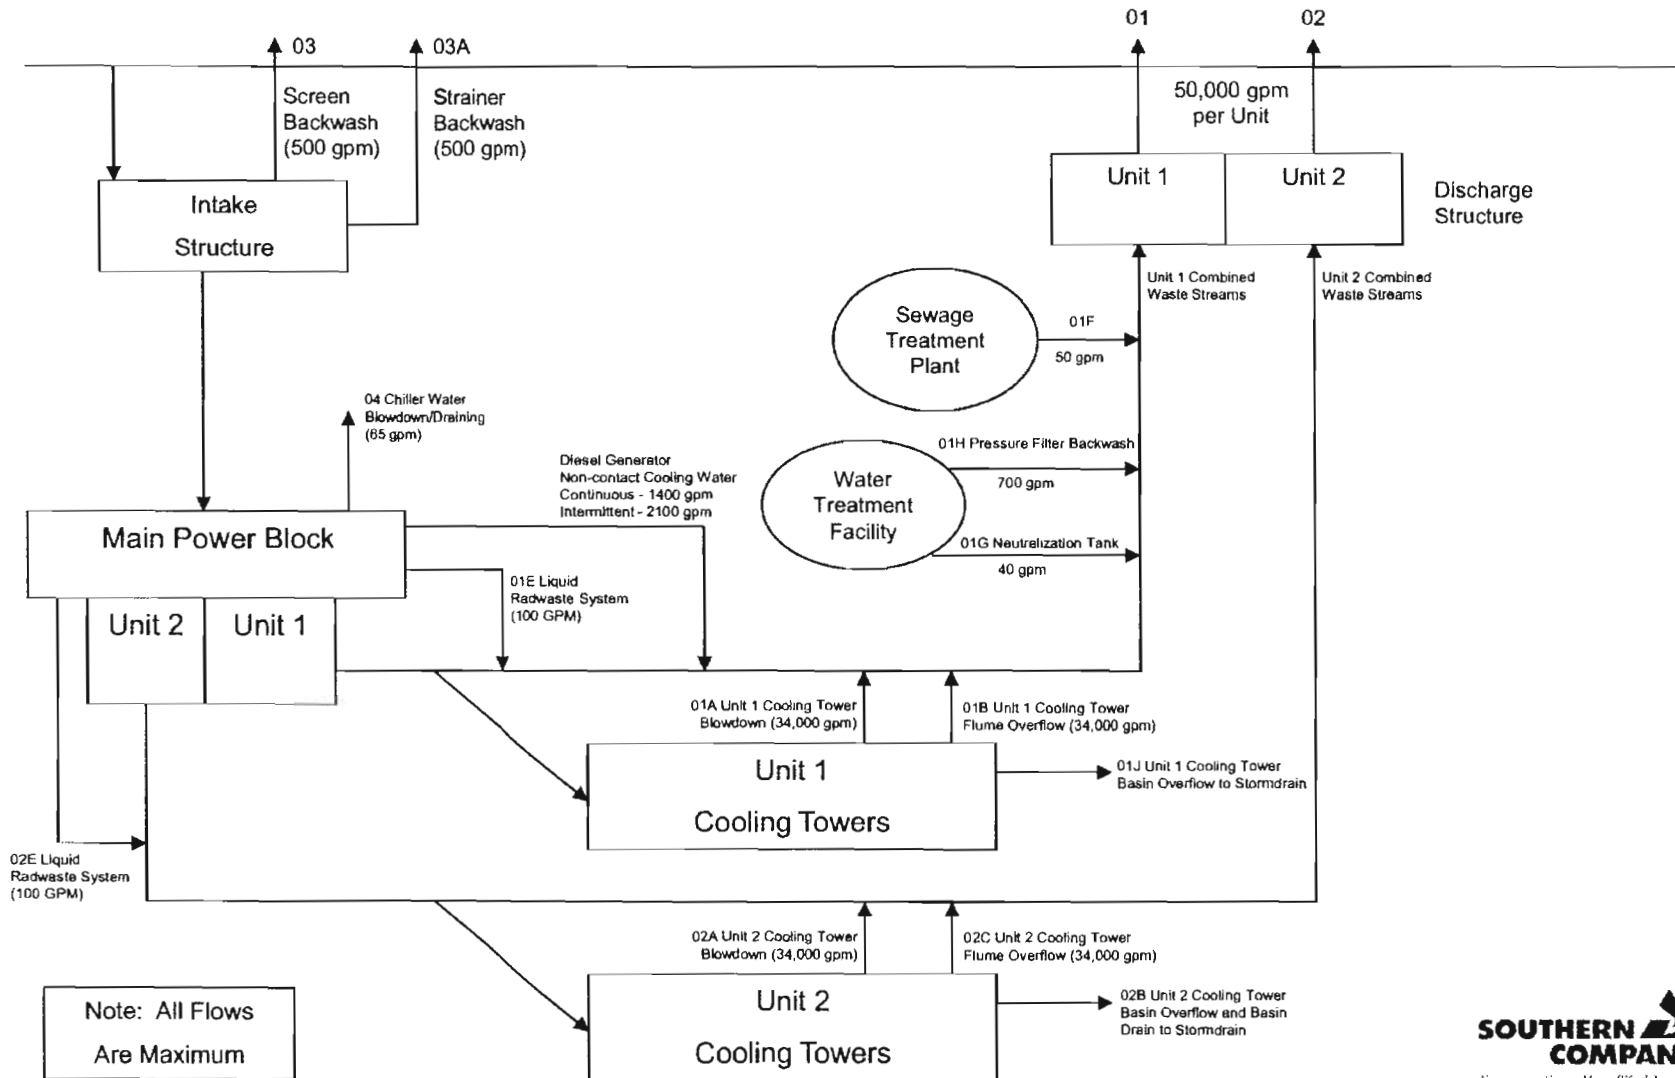 01
02
03
03A
Screen
Backwash
(500 gpm)
Strainer
Backwash
(500 gpm)
50,000 gpm
per Unit
Intake
Structure
Unit 1
Unit 2
Discharge
Structure
Unit 1 Combined
Waste Streams
Unit 2 Combined
Waste Streams
Sewage
Treatment
Plant
01F
50 gpm
04 Chiller Water
Blowdown/Draining
(65 gpm)
Diesel Generator
Non-contact Cooling Water
Continuous - 1400 gpm
Intermittent - 2100 gpm
01H Pressure Filter Backwash
700 gpm
Water
Treatment
Facility
01G Neutralization Tank
40 gpm
Main Power Block
Unit 2
Unit 1
01E Liquid
Radwaste System
(100 GPM)
01A Unit 1 Cooling Tower
Blowdown (34,000 gpm)
01B Unit 1 Cooling Tower
Flume Overflow (34,000 gpm)
Unit 1
Cooling Towers
01J Unit 1 Cooling Tower
Basin Overflow to Stormdrain
02E Liquid
Radwaste System
(100 GPM)
02A Unit 2 Cooling Tower
Blowdown (34,000 gpm)
02C Unit 2 Cooling Tower
Flume Overflow (34,000 gpm)
Unit 2
Cooling Towers
02B Unit 2 Cooling Tower
Basin Overflow and Basin
Drain to Stormdrain
Note: All Flows
Are Maximum
SOUTHERN
COMPAN